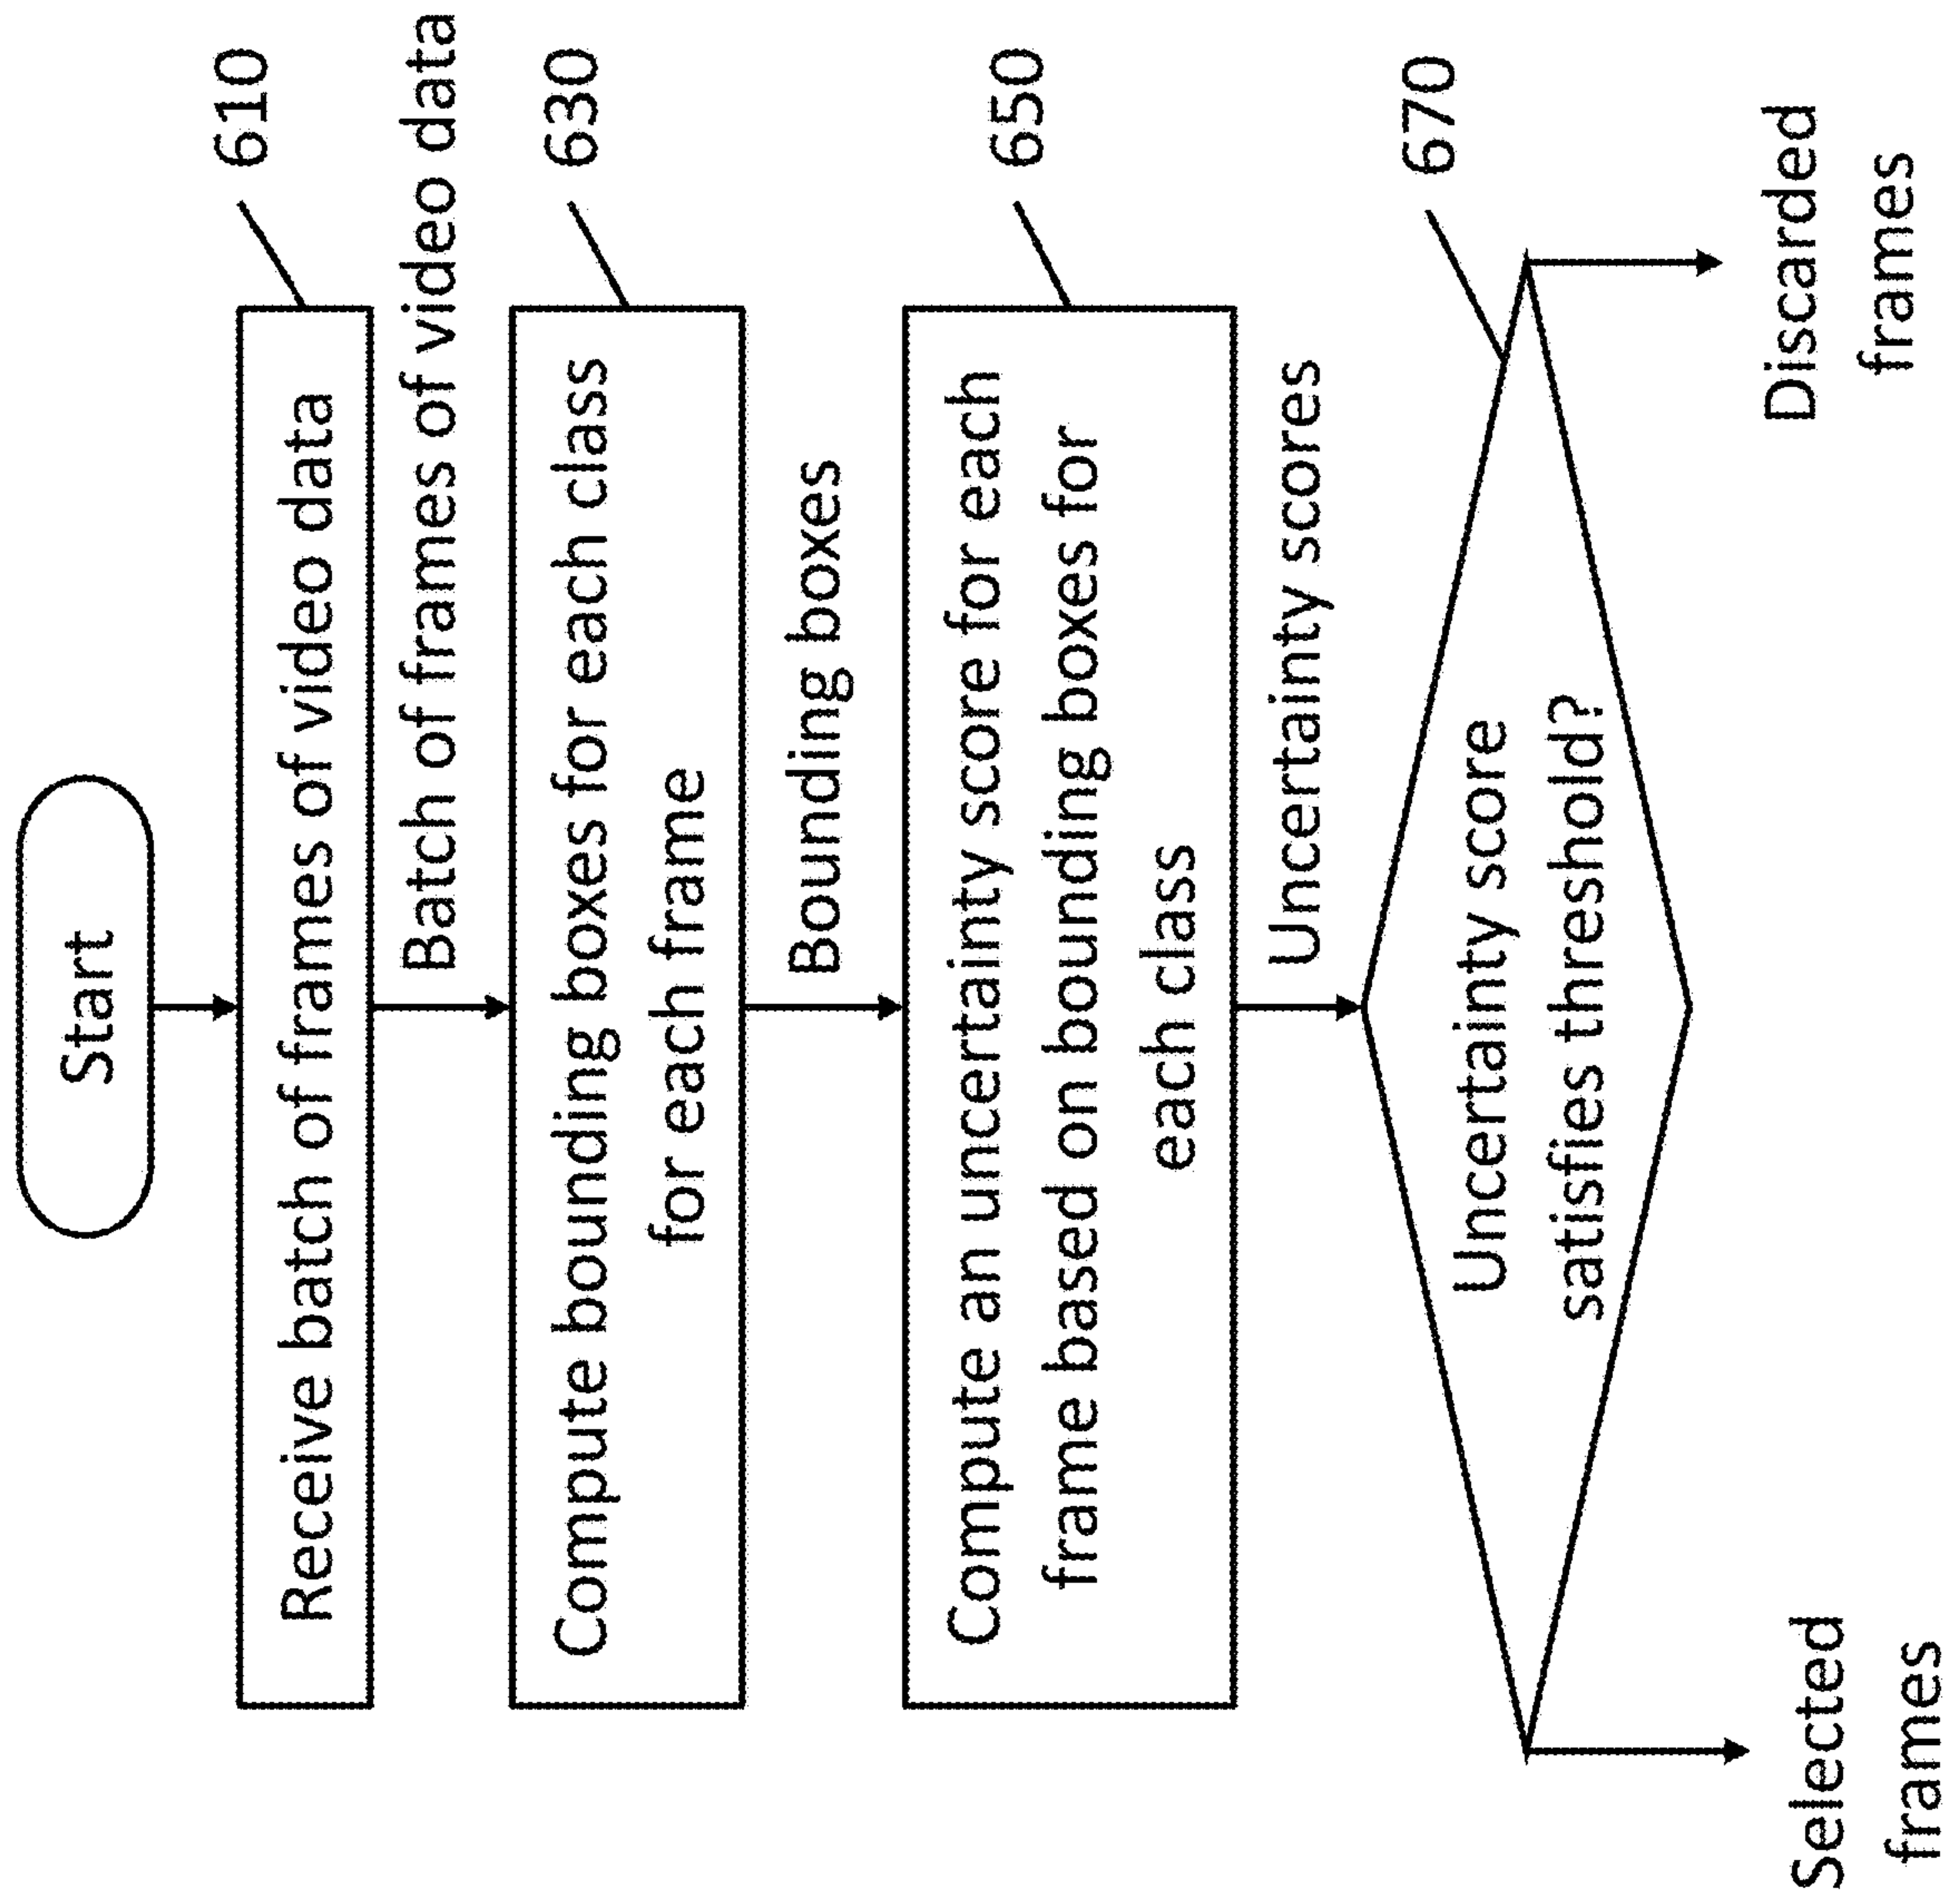 Start
610
Receive batch of frames of video data
Batch of frames of video data
630
Compute bounding boxes for each class
for each frame
Bounding boxes
650
Compute an uncertainty score for each
frame based on bounding boxes for
each class
Uncertainty scores
670
Uncertainty score
satisfies threshold?
Selected
frames
Discarded
frames